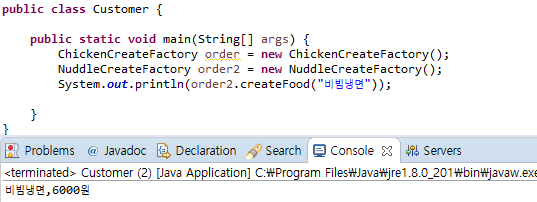 public class Customer {
public static void main(String[] args) {
ChickenCreateFactory order = new ChickenCreateFactory();
NuddleCreateFactory order2 = new NuddleCreateFactory();
System.out.println(order2.createFood("비빔냉면"));
}
}
Problems @ Javadoc Declaration Search Console Servers
<terminated> Customer (2) [Java Application] C:₩Program Files₩Java₩jre1.8.0_201₩bin₩javaw.exe
비빔냉면,6000원